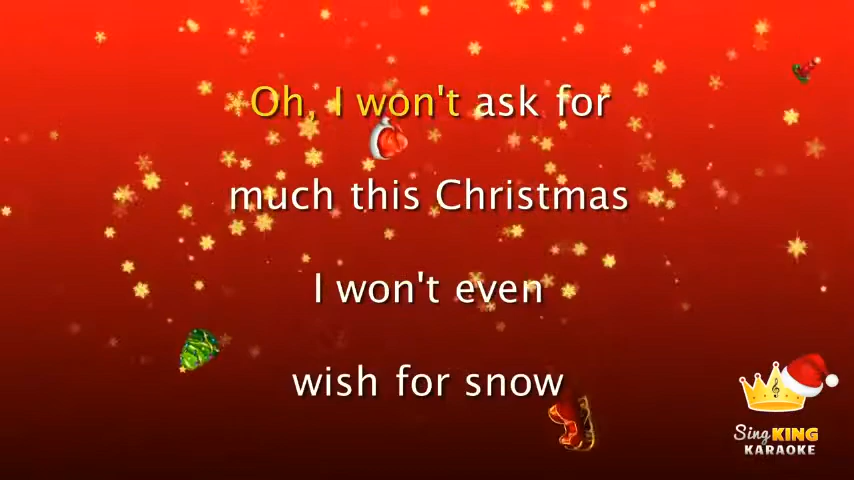 Oh, I won't ask for
much this Christmas
I won't even
wish for snow
Sing KING
KARAOKE